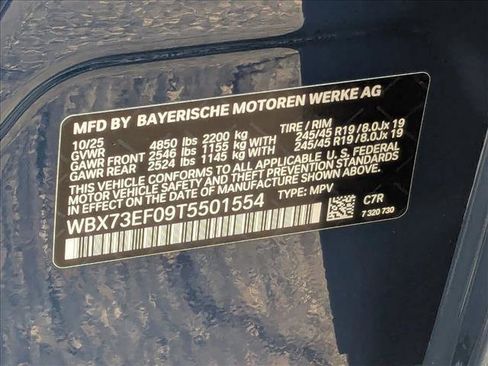 MFD BY BAYERISCHE MOTOREN WERKE AG
10/25 4850 lbs 2200 kg TIRE / RIM
GVWR 2546 lbs 1155 kg WITH 245/45 R19 / 8.0Jx 19
GAWR FRONT 2524 lbs 1145 kg WITH 245/45 R19 / 8.0Jx 19
GAWR REAR
THIS VEHICLE CONFORMS TO ALL APPLICABLE U.S. FEDERAL
MOTOR VEHICLE SAFETY AND THEFT PREVENTION STANDARDS
IN EFFECT ON THE DATE OF MANUFACTURE SHOWN ABOVE.
WBX73EF09T5501554 TYPE: MPV
C7R
7 320 730